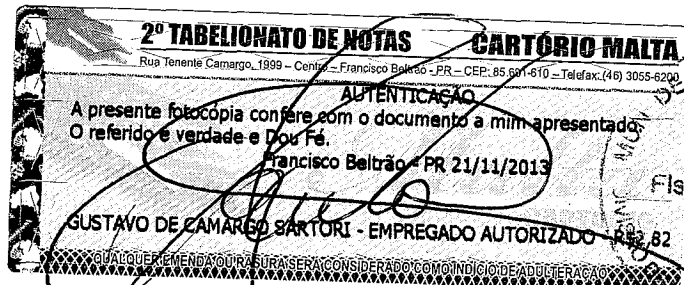 2º TABELIONATO DE NOTAS CARTÓRIO MALTA
Rua Tenente Camargo, 1999 – Centro – Francisco Beltrão - PR – CEP: 85.601-610 – Telefax: (46) 3055-6200
AUTENTICAÇÃO
A presente fotocópia confere com o documento a mim apresentado.
O referido é verdade e Dou Fé.
Francisco Beltrão - PR 21/11/2013
Fls
GUSTAVO DE CAMARGO SARTORI - EMPREGADO AUTORIZADO - R$2,82
QUALQUER EMENDA OU RASURA SERÁ CONSIDERADO COMO INDÍCIO DE ADULTERAÇÃO